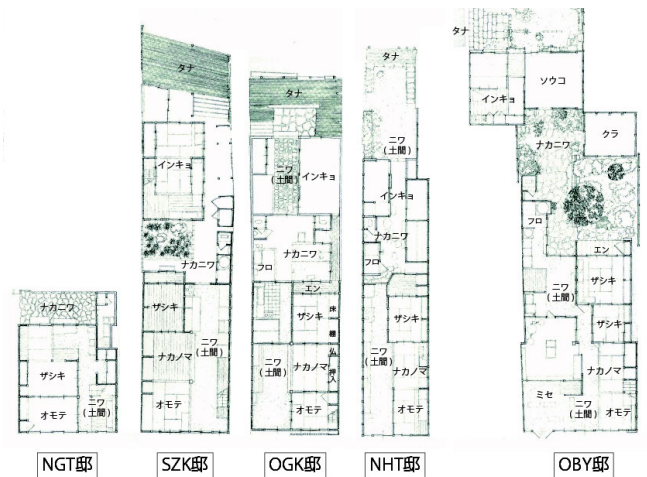 ナカニワ
ザシキ
ニワ
(土間)
オモテ
NGT邸
タナ
インキョ
ナカニワ
ザシキ
ナカノマ
ニワ
(土間)
オモテ
SZK邸
タナ
ニワ
(土間)
インキョ
ナカニワ
フロ
エン
ザシキ
床
棚
仏
押入
ニワ
(土間)
ナカノマ
オモテ
OGK邸
タナ
ニワ
(土間)
インキョ
ナカニワ
フロ
ザシキ
ニワ
(土間)
ナカノマ
オモテ
NHT邸
タナ
インキョ
ソウコ
ナカニワ
クラ
フロ
エン
ザシキ
ニワ
(土間)
ザシキ
ナカノマ
ミセ
ニワ
(土間)
オモテ
OBY邸